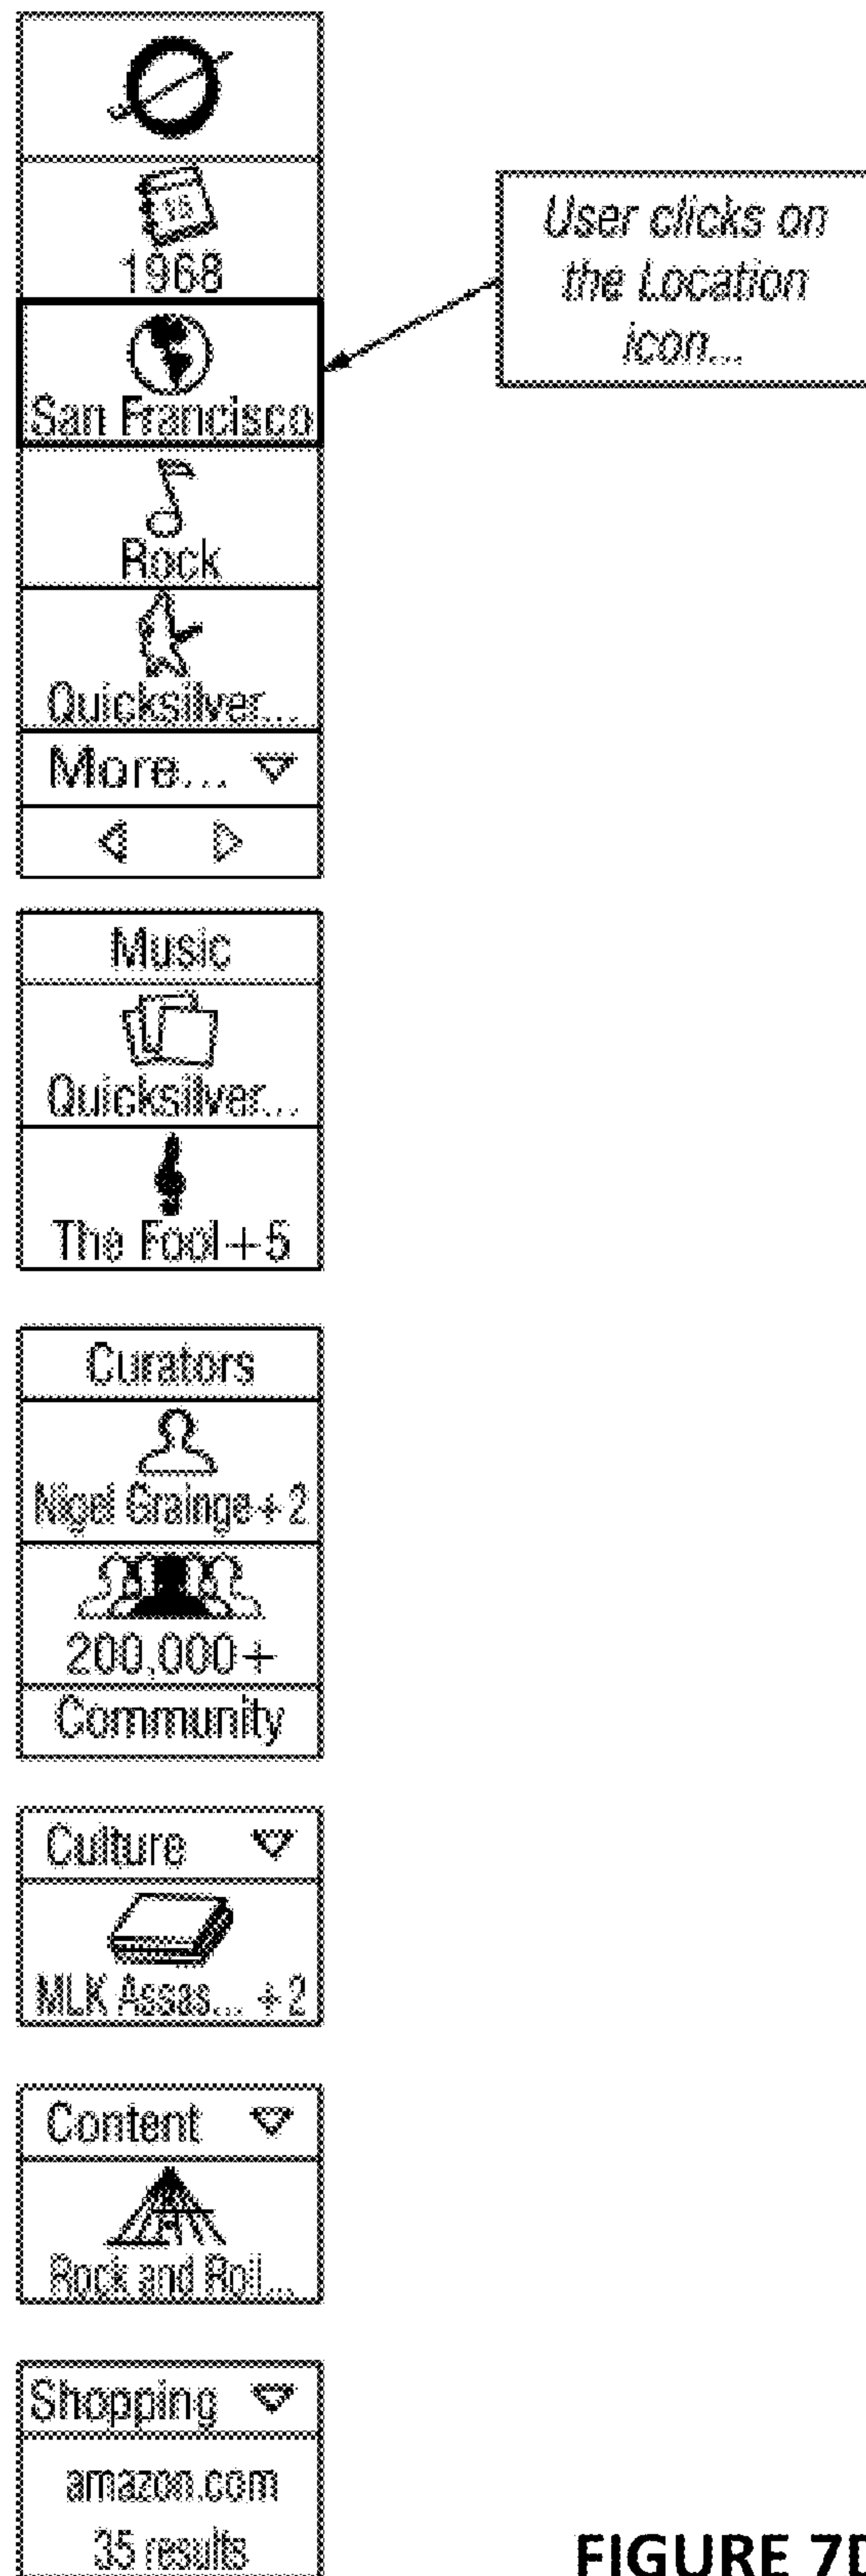 15
1968
San Francisco
Rock
Quicksilver...
More...
User clicks on
the Location
icon...
Music
Quicksilver...
The Fool+5
Curators
Nigel Grainge+2
200,000+
Community
Culture
MLK Assas... +2
Content
Rock and Roll...
Shopping
amazon.com
35 results
FIGURE